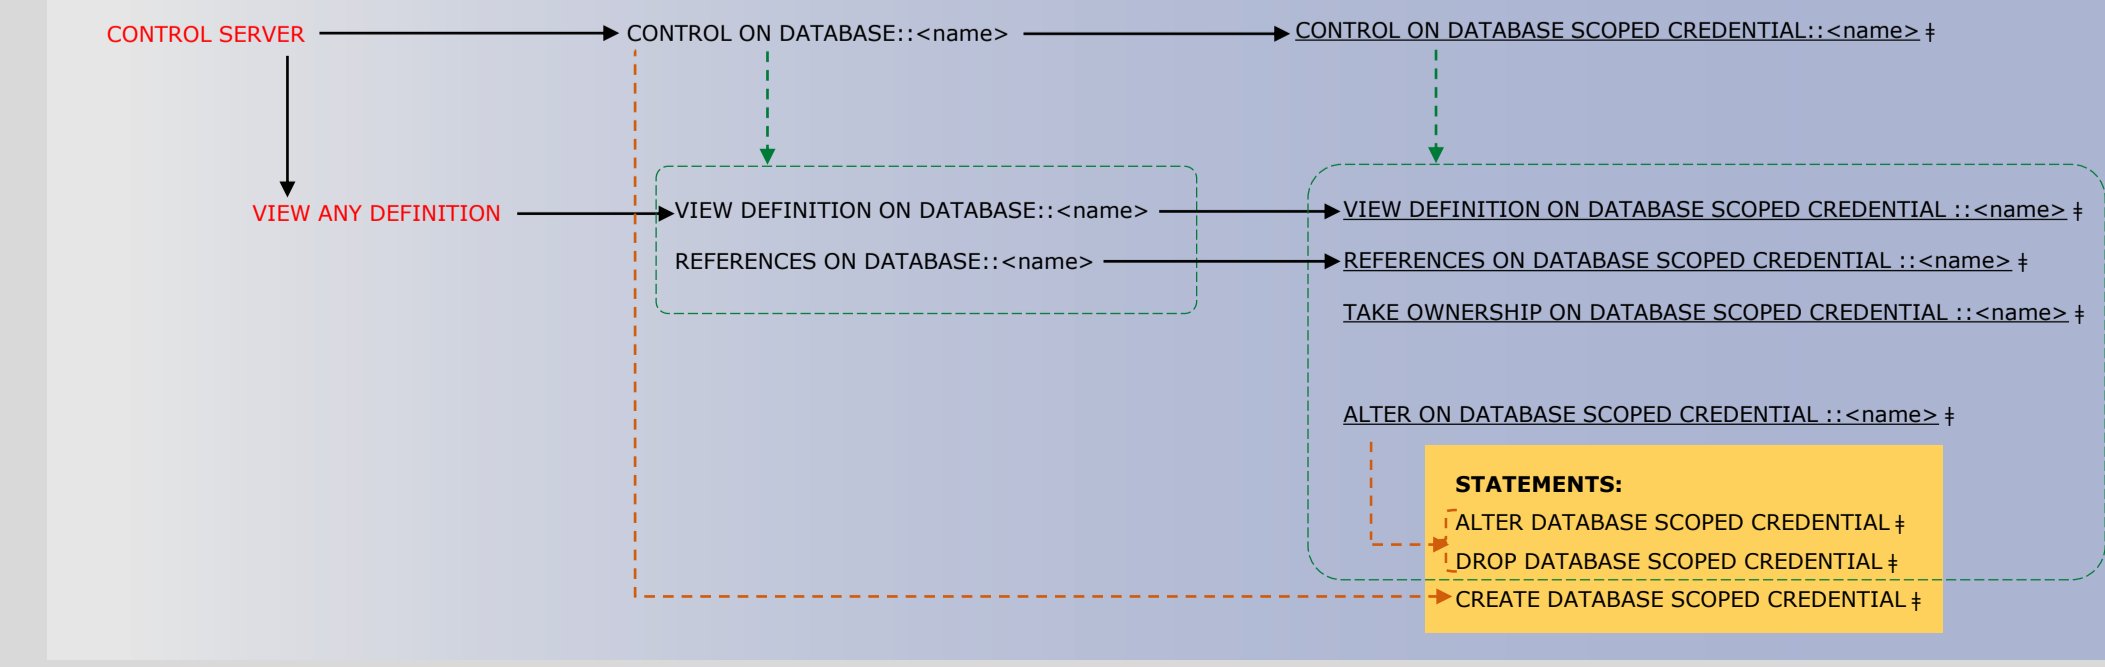 CONTROL SERVER
CONTROL ON DATABASE::<name>
CONTROL ON DATABASE SCOPED CREDENTIAL::<name> ǂ
VIEW ANY DEFINITION
VIEW DEFINITION ON DATABASE::<name>
VIEW DEFINITION ON DATABASE SCOPED CREDENTIAL ::<name> ǂ
REFERENCES ON DATABASE::<name>
REFERENCES ON DATABASE SCOPED CREDENTIAL ::<name> ǂ
TAKE OWNERSHIP ON DATABASE SCOPED CREDENTIAL ::<name> ǂ
ALTER ON DATABASE SCOPED CREDENTIAL ::<name> ǂ
STATEMENTS:
ALTER DATABASE SCOPED CREDENTIAL ǂ
DROP DATABASE SCOPED CREDENTIAL ǂ
CREATE DATABASE SCOPED CREDENTIAL ǂ